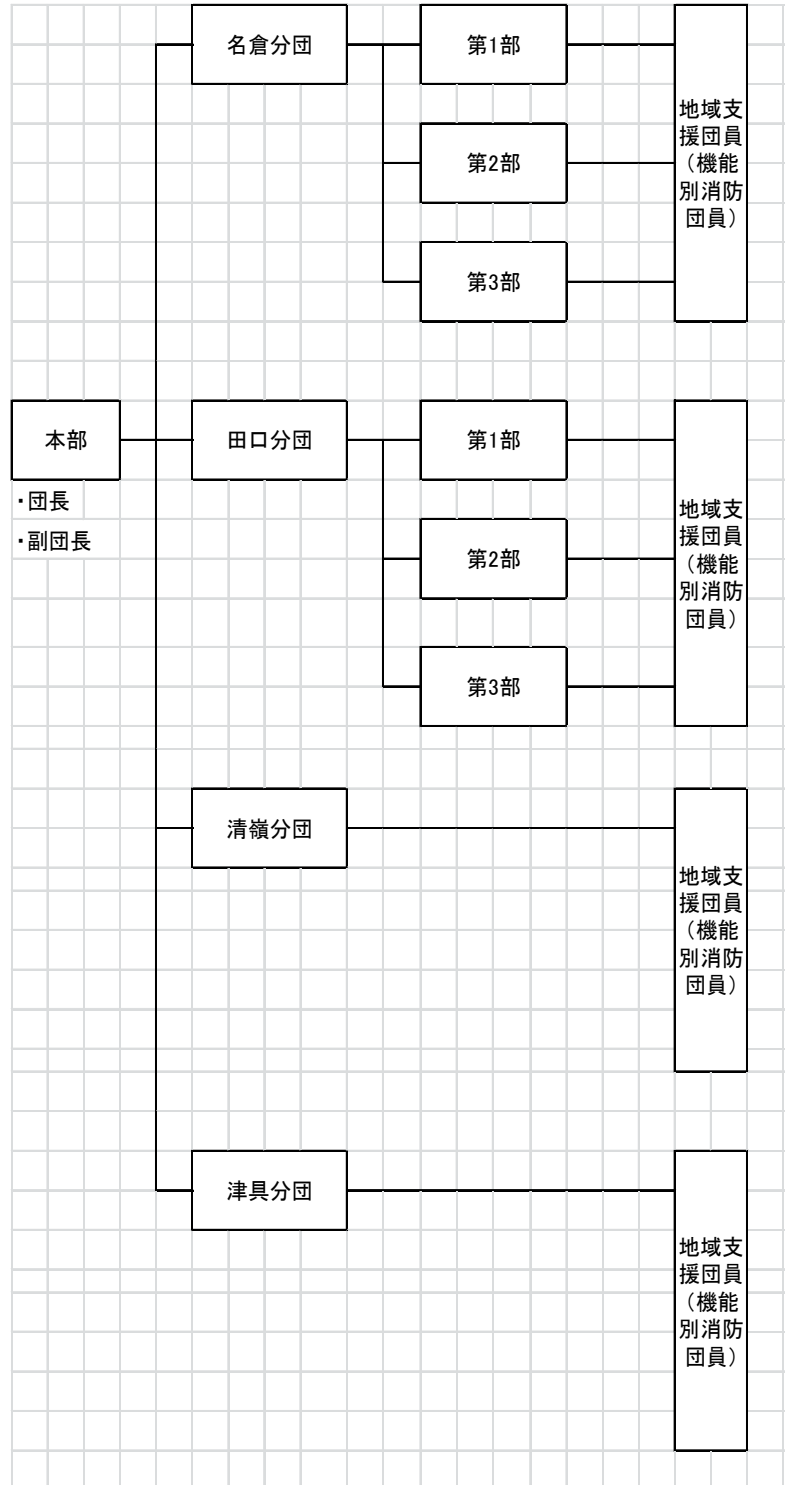 名倉分団
第1部
第2部
第3部
地域支
援団員
（機能
別消防
団員）
本部
・団長
・副団長
田口分団
第1部
第2部
第3部
地域支
援団員
（機能
別消防
団員）
清嶺分団
地域支
援団員
（機能
別消防
団員）
津具分団
地域支
援団員
（機能
別消防
団員）